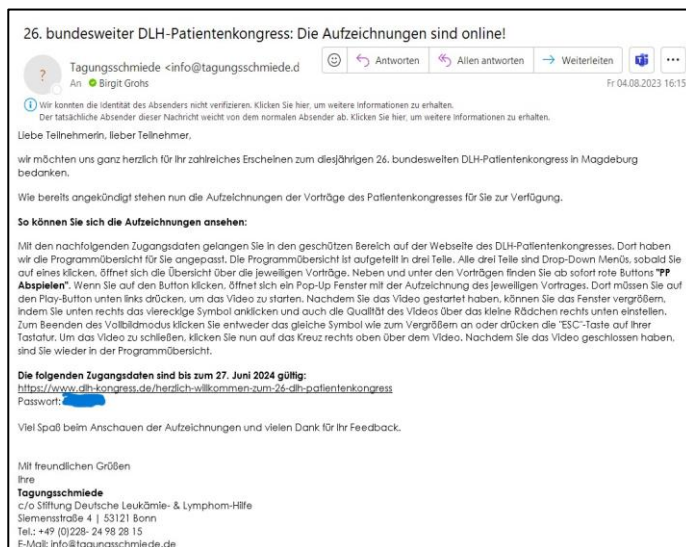 26. bundesweiter DLH-Patientenkongress: Die Aufzeichnungen sind online!
?
Tagungsschmiede <info@tagungsschmiede.d
An Birgit Grohs
Antworten
Allen antworten
Weiterleiten
Fr 04.08.2023 16:15
Wir konnten die Identität des Absenders nicht verifizieren. Klicken Sie hier, um weitere Informationen zu erhalten.
Der tatsächliche Absender dieser Nachricht weicht von dem normalen Absender ab. Klicken Sie hier, um weitere Informationen zu erhalten.
Liebe Teilnehmerin, lieber Teilnehmer,
wir möchten uns ganz herzlich für Ihr zahlreiches Erscheinen zum diesjährigen 26. bundesweiten DLH-Patientenkongress in Magdeburg
bedanken.
Wie bereits angekündigt stehen nun die Aufzeichnungen der Vorträge des Patientenkongresses für Sie zur Verfügung.
So können Sie sich die Aufzeichnungen ansehen:
Mit den nachfolgenden Zugangsdaten gelangen Sie in den geschützen Bereich auf der Webseite des DLH-Patientenkongresses. Dort haben
wir die Programmübersicht für Sie angepasst. Die Programmübersicht ist aufgeteilt in drei Teile. Alle drei Teile sind Drop-Down Menüs, sobald Sie
auf eines klicken, öffnet sich die Übersicht über die jeweiligen Vorträge. Neben und unter den Vorträgen finden Sie ab sofort rote Buttons "PP
Abspielen". Wenn Sie auf den Button klicken, öffnet sich ein Pop-Up Fenster mit der Aufzeichnung des jeweiligen Vortrages. Dort müssen Sie auf
den Play-Button unten links drücken, um das Video zu starten. Nachdem Sie das Video gestartet haben, können Sie das Fenster vergrößern,
indem Sie unten rechts das viereckige Symbol anklicken und auch die Qualität des Videos über das kleine Rädchen rechts unten einstellen.
Zum Beenden des Vollbildmodus klicken Sie entweder das gleiche Symbol wie zum Vergrößern an oder drücken die "ESC"-Taste auf Ihrer
Tastatur. Um das Video zu schließen, klicken Sie nun auf das Kreuz rechts oben über dem Video. Nachdem Sie das Video geschlossen haben,
sind Sie wieder in der Programmübersicht.
Die folgenden Zugangsdaten sind bis zum 27. Juni 2024 gültig:
https://www.dlh-kongress.de/herzlich-willkommen-zum-26-dlh-patientenkongress
Passwort:
Viel Spaß beim Anschauen der Aufzeichnungen und vielen Dank für Ihr Feedback.
Mit freundlichen Grüßen
Ihre
Tagungsschmiede
c/o Stiftung Deutsche Leukämie- & Lymphom-Hilfe
Siemensstraße 4 | 53121 Bonn
Tel.: +49 (0)228- 24 98 28 15
E-Mail: info@tagungsschmiede.de